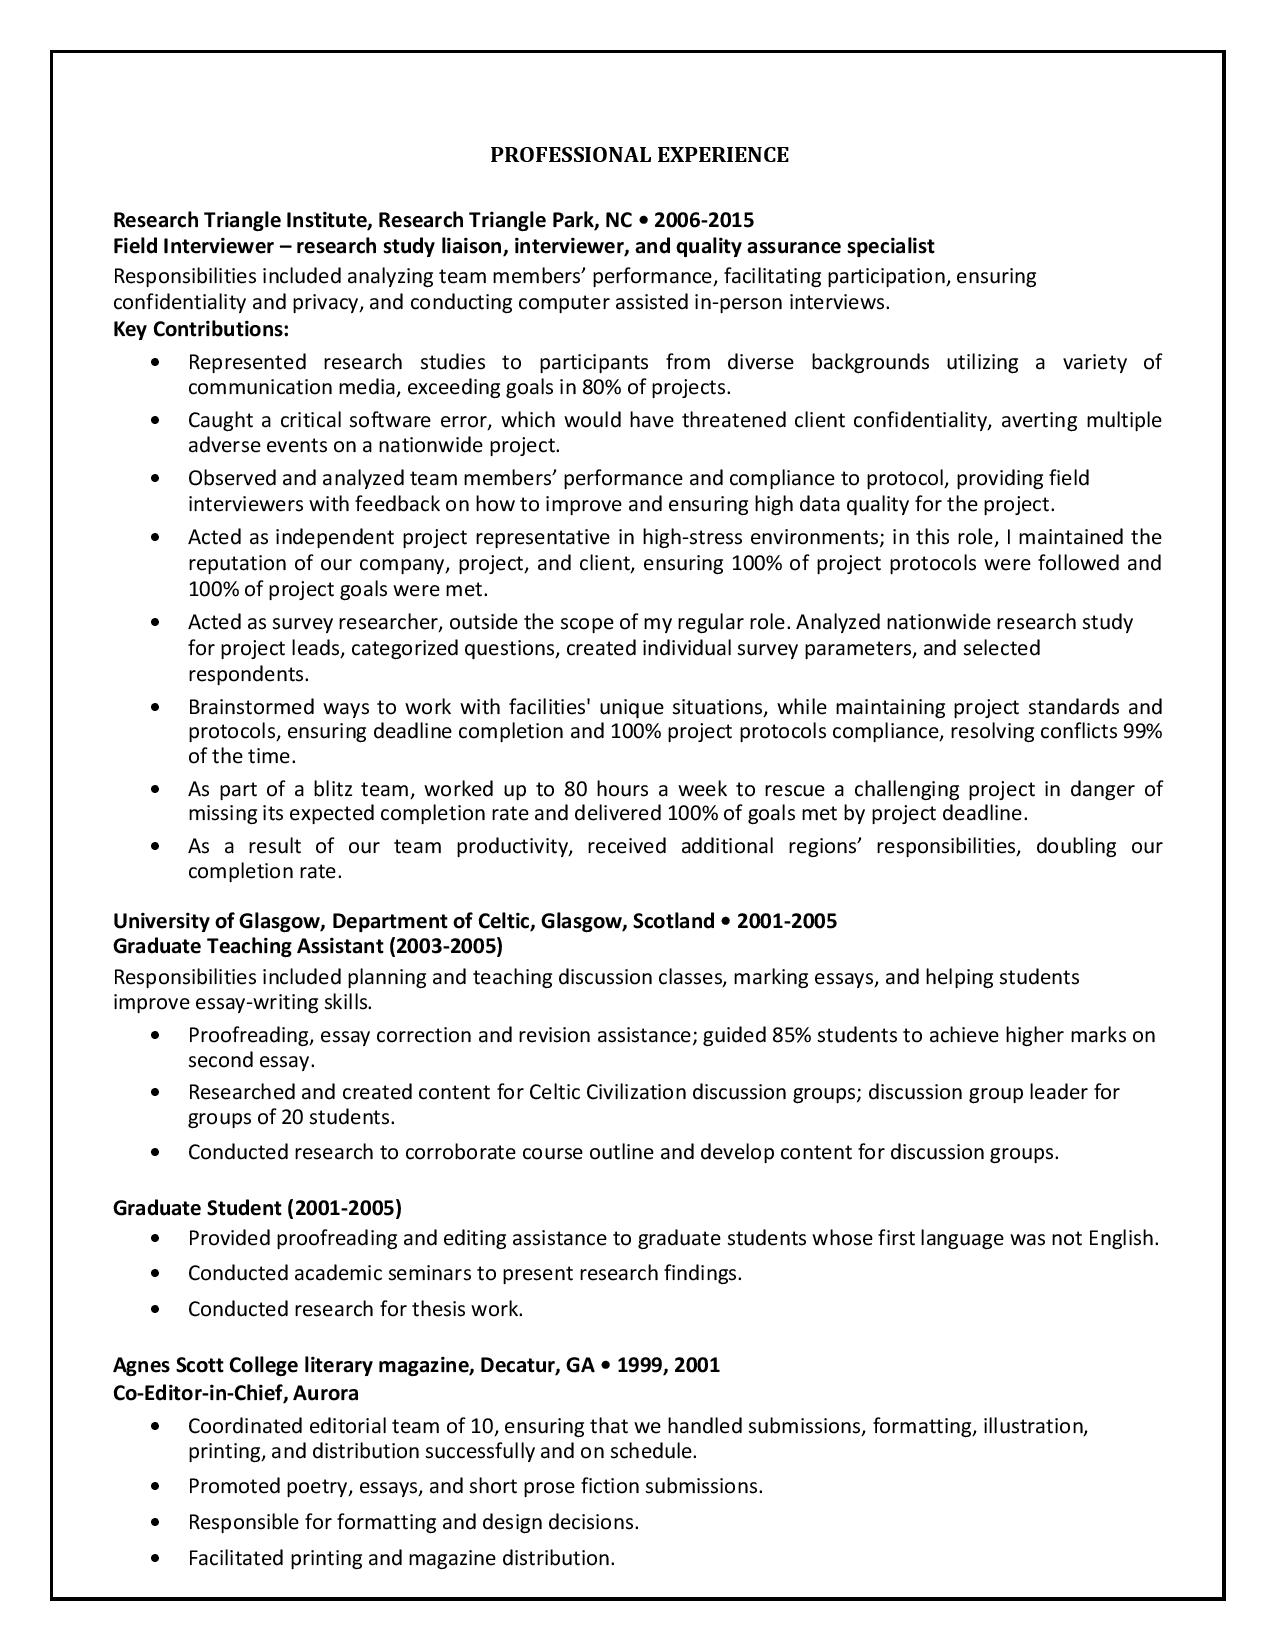 PROFESSIONAL EXPERIENCE
Research Triangle Institute, Research Triangle Park, NC • 2006-2015
Field Interviewer – research study liaison, interviewer, and quality assurance specialist
Responsibilities included analyzing team members’ performance, facilitating participation, ensuring
confidentiality and privacy, and conducting computer assisted in-person interviews.
Key Contributions:
• Represented research studies to participants from diverse backgrounds utilizing a variety of
communication media, exceeding goals in 80% of projects.
• Caught a critical software error, which would have threatened client confidentiality, averting multiple
adverse events on a nationwide project.
• Observed and analyzed team members’ performance and compliance to protocol, providing field
interviewers with feedback on how to improve and ensuring high data quality for the project.
• Acted as independent project representative in high-stress environments; in this role, I maintained the
reputation of our company, project, and client, ensuring 100% of project protocols were followed and
100% of project goals were met.
• Acted as survey researcher, outside the scope of my regular role. Analyzed nationwide research study
for project leads, categorized questions, created individual survey parameters, and selected
respondents.
• Brainstormed ways to work with facilities' unique situations, while maintaining project standards and
protocols, ensuring deadline completion and 100% project protocols compliance, resolving conflicts 99%
of the time.
• As part of a blitz team, worked up to 80 hours a week to rescue a challenging project in danger of
missing its expected completion rate and delivered 100% of goals met by project deadline.
• As a result of our team productivity, received additional regions’ responsibilities, doubling our
completion rate.
University of Glasgow, Department of Celtic, Glasgow, Scotland • 2001-2005
Graduate Teaching Assistant (2003-2005)
Responsibilities included planning and teaching discussion classes, marking essays, and helping students
improve essay-writing skills.
• Proofreading, essay correction and revision assistance; guided 85% students to achieve higher marks on
second essay.
• Researched and created content for Celtic Civilization discussion groups; discussion group leader for
groups of 20 students.
• Conducted research to corroborate course outline and develop content for discussion groups.
Graduate Student (2001-2005)
• Provided proofreading and editing assistance to graduate students whose first language was not English.
• Conducted academic seminars to present research findings.
• Conducted research for thesis work.
Agnes Scott College literary magazine, Decatur, GA • 1999, 2001
Co-Editor-in-Chief, Aurora
• Coordinated editorial team of 10, ensuring that we handled submissions, formatting, illustration,
printing, and distribution successfully and on schedule.
• Promoted poetry, essays, and short prose fiction submissions.
• Responsible for formatting and design decisions.
• Facilitated printing and magazine distribution.